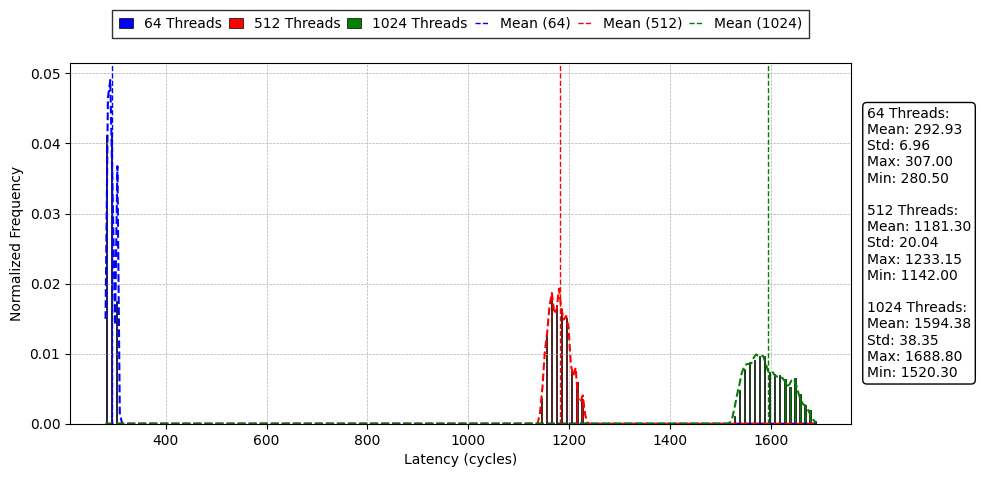 64 Threads 512 Threads 1024 Threads Mean (64) Mean (512) Mean (1024)
0.05
0.04
0.03
0.02
0.01
0.00
Normalized Frequency
400 600 800 1000 1200 1400 1600
Latency (cycles)
64 Threads:
Mean: 292.93
Std: 6.96
Max: 307.00
Min: 280.50
512 Threads:
Mean: 1181.30
Std: 20.04
Max: 1233.15
Min: 1142.00
1024 Threads:
Mean: 1594.38
Std: 38.35
Max: 1688.80
Min: 1520.30